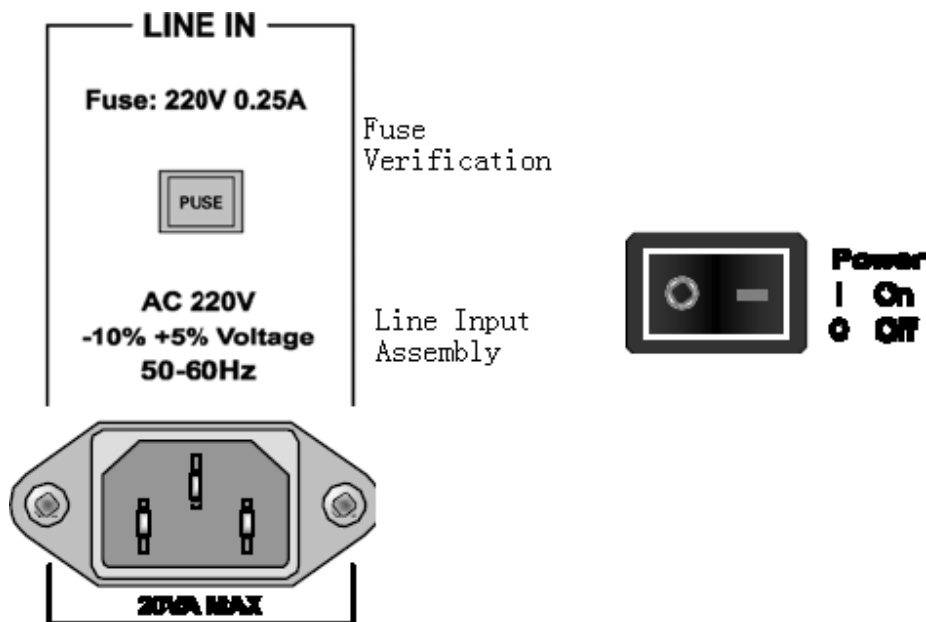 LINE IN
Fuse: 220V 0.25A
Fuse
Verification
PUSE
AC 220V
-10% +5% Voltage
50-60Hz
Line Input
Assembly
20VA MAX
Power
I On
O Off